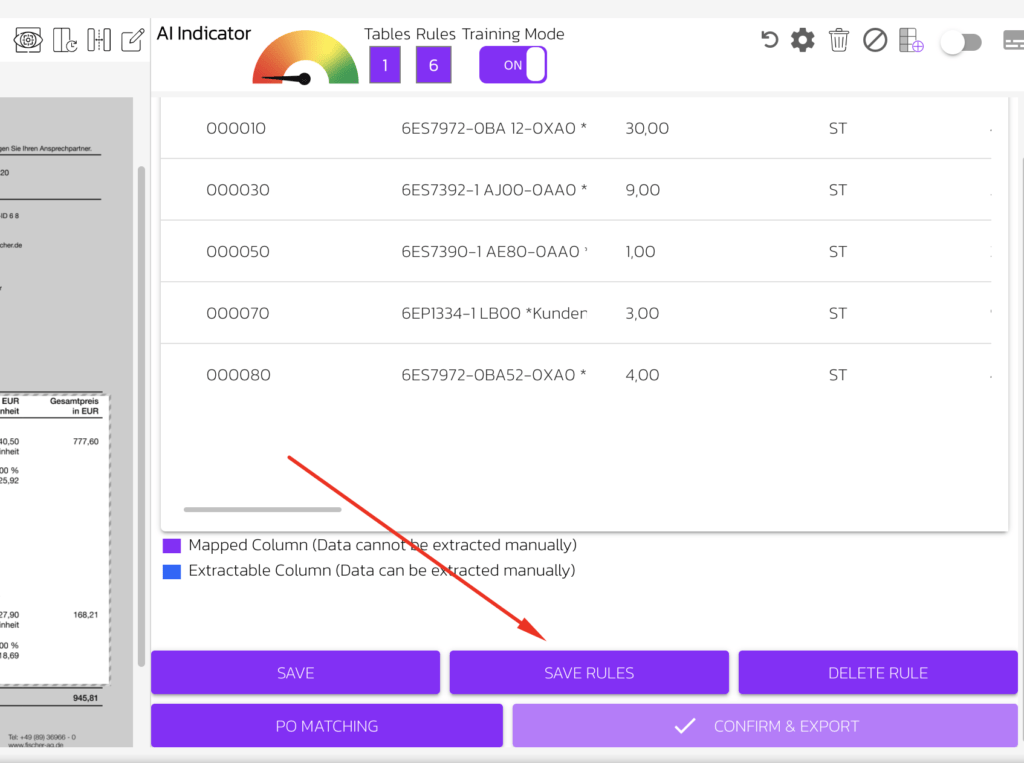 AI Indicator
Tables Rules Training Mode
1
6
ON
000010 6ES7972-0BA 12-0XA0 * 30,00 ST
000030 6ES7392-1 AJ00-0AA0 * 9,00 ST
000050 6ES7390-1 AE80-0AA0 1,00 ST
000070 6EP1334-1 LB00 *Kunder 3,00 ST
000080 6ES7972-0BA52-0XA0 * 4,00 ST
Mapped Column (Data cannot be extracted manually)
Extractable Column (Data can be extracted manually)
SAVE
SAVE RULES
DELETE RULE
PO MATCHING
CONFIRM & EXPORT
gen Sie Ihren Ansprechpartner.
20
ID 6 8
cher.de
EUR Gesamtpreis
nheit in EUR
40,50 777,60
inheit
00 %
25,92
27,90 168,21
inheit
00 %
18,69
945,81
Tel: +49 (89) 36966 - 0
www.fischer-ag.de